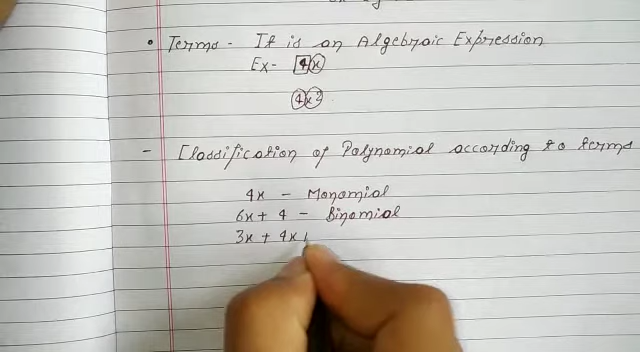 • Terms - It is an Algebraic Expression
Ex- 4x
4x²
- Classification of Polynomial according to terms
4x - Monomial
6x + 4 - Binomial
3x + 4x